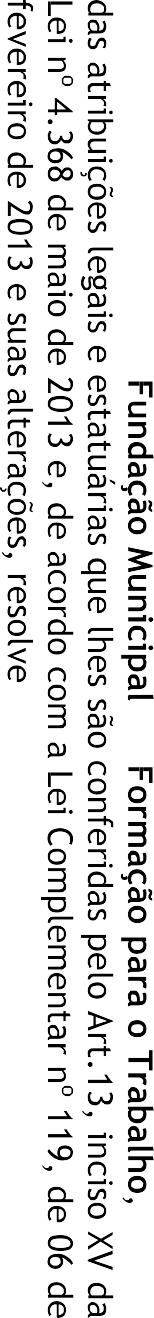 Fundação Municipal Formação para o Trabalho,
das atribuições legais e estatuárias que lhes são conferidas pelo Art.13, inciso XV da
Lei nº 4.368 de maio de 2013 e, de acordo com a Lei Complementar nº 119, de 06 de
fevereiro de 2013 e suas alterações, resolve